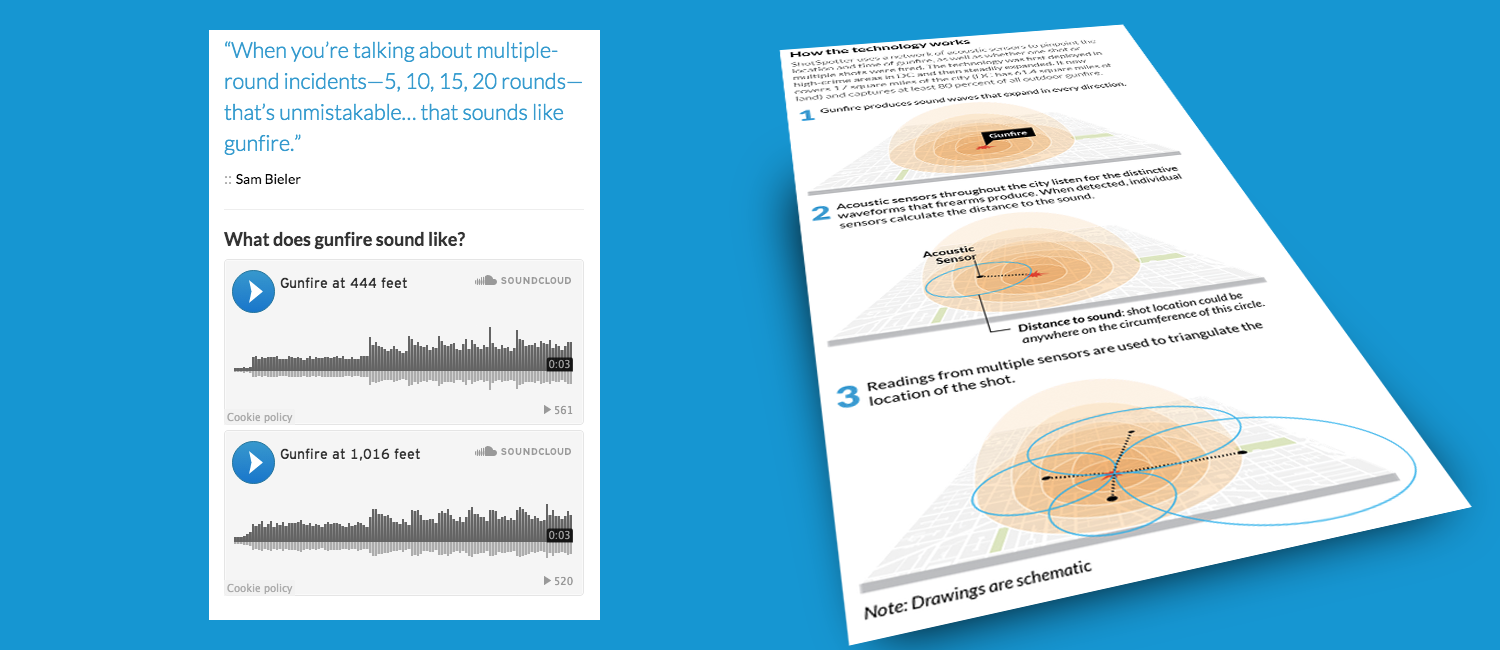 “When you’re talking about multiple-
round incidents—5, 10, 15, 20 rounds—
that’s unmistakable... that sounds like
gunfire.”
:: Sam Bieler
What does gunfire sound like?
Gunfire at 444 feet
SOUNDCLOUD
0:03
Cookie policy
561
Gunfire at 1,016 feet
SOUNDCLOUD
0:03
Cookie policy
520
How the technology works
ShotSpotter uses a network of acoustic sensors to pinpoint the
location and time of gunfire, as well as whether one shot or
multiple shots were fired. The technology was first deployed in
high-crime areas in DC and then steadily expanded. It now
covers 17 square miles of the city (DC has 61.4 square miles of
land) and captures at least 80 percent of all outdoor gunfire.
1 Gunfire produces sound waves that expand in every direction.
Gunfire
2 Acoustic sensors throughout the city listen for the distinctive
waveforms that firearms produce. When detected, individual
sensors calculate the distance to the sound.
Acoustic
Sensor
Distance to sound: shot location could be
anywhere on the circumference of this circle.
3 Readings from multiple sensors are used to triangulate the
location of the shot.
Note: Drawings are schematic